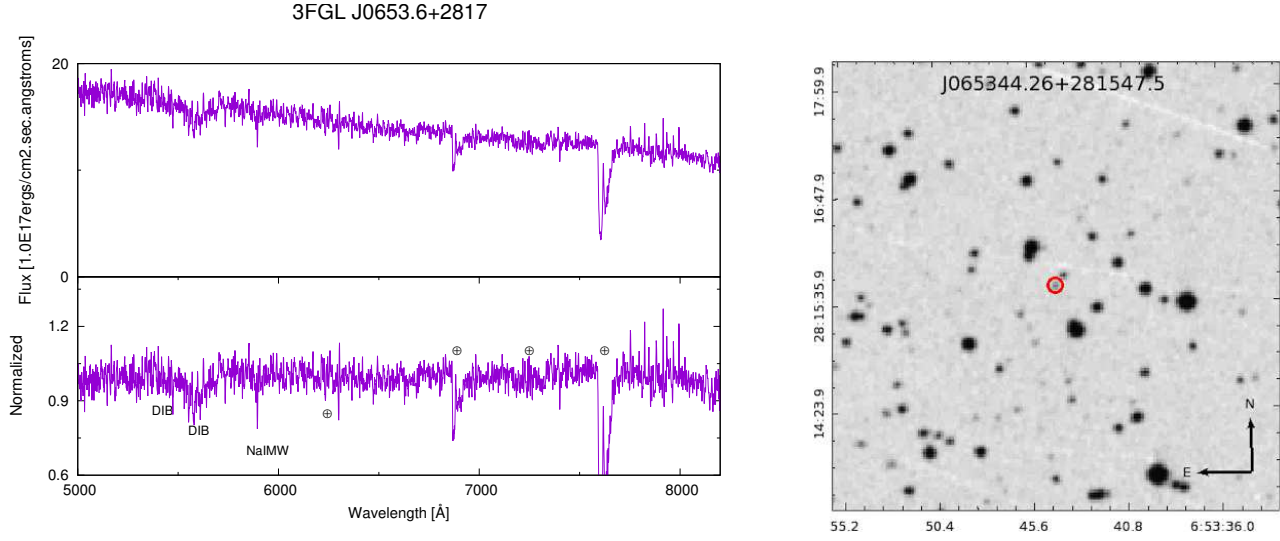 3FGL J0653.6+2817
Flux [1.0E17ergs/cm2.sec.angstroms]
20
0
Normalized
1.2
0.9
0.6
⊕ ⊕ ⊕
⊕
DIB
DIB
NaIMW
5000 6000 7000 8000
Wavelength [Å]
J065344.26+281547.5
17:59.9
16:47.9
28:15:35.9
14:23.9
N
E
55.2 50.4 45.6 40.8 6:53:36.0